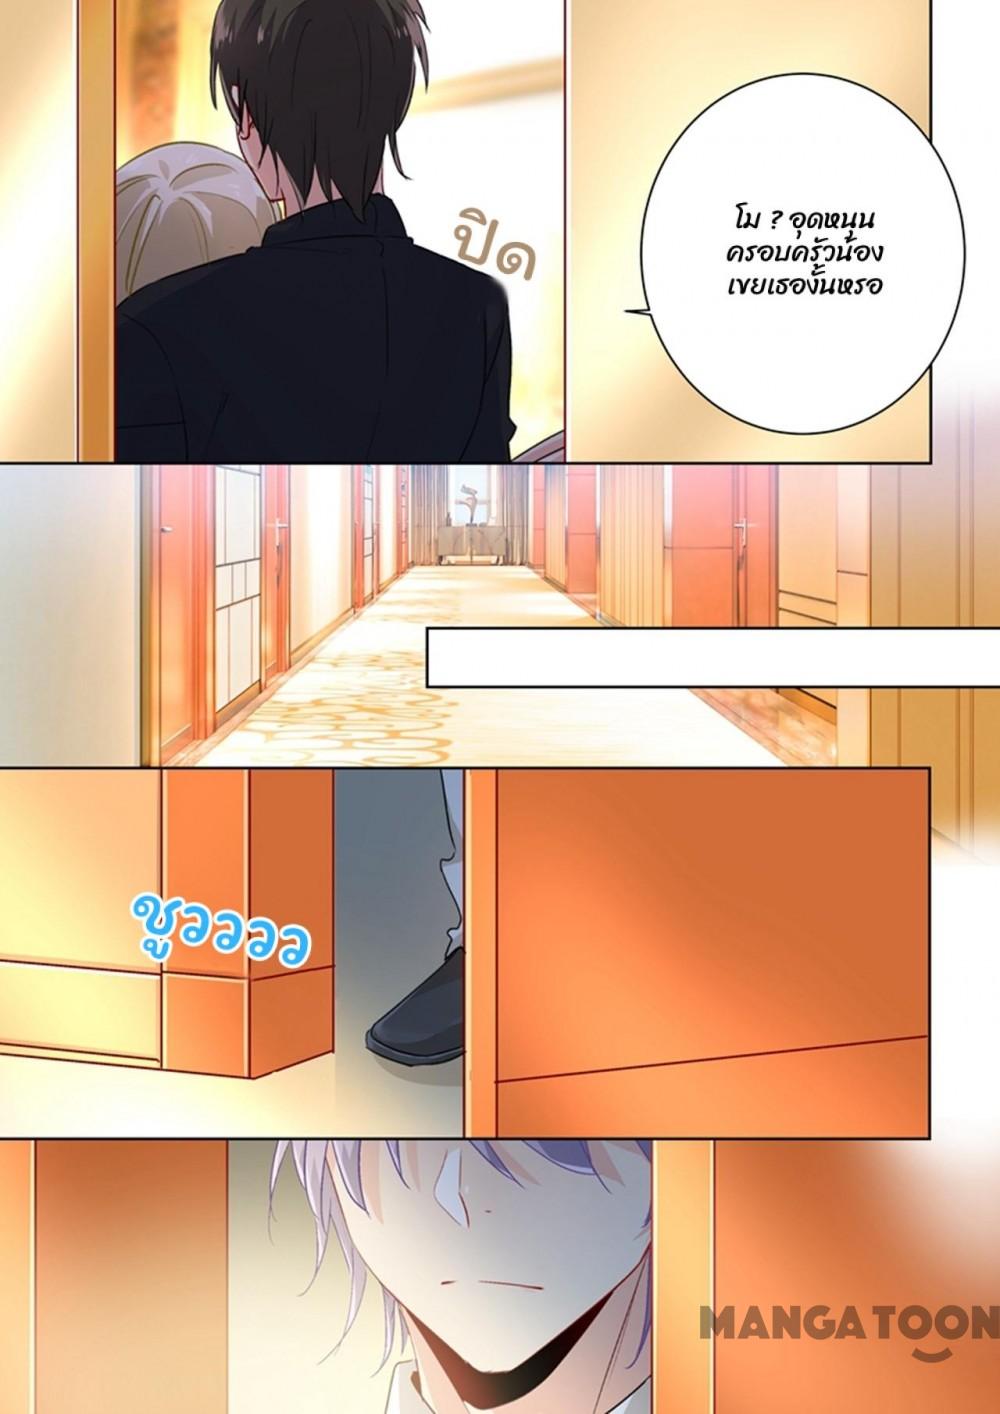 โม ? อุดหนุน
ครอบครัวน้อง
เขยเธองั้นหรอ
ปิด
ชูวววว
MANGATOON